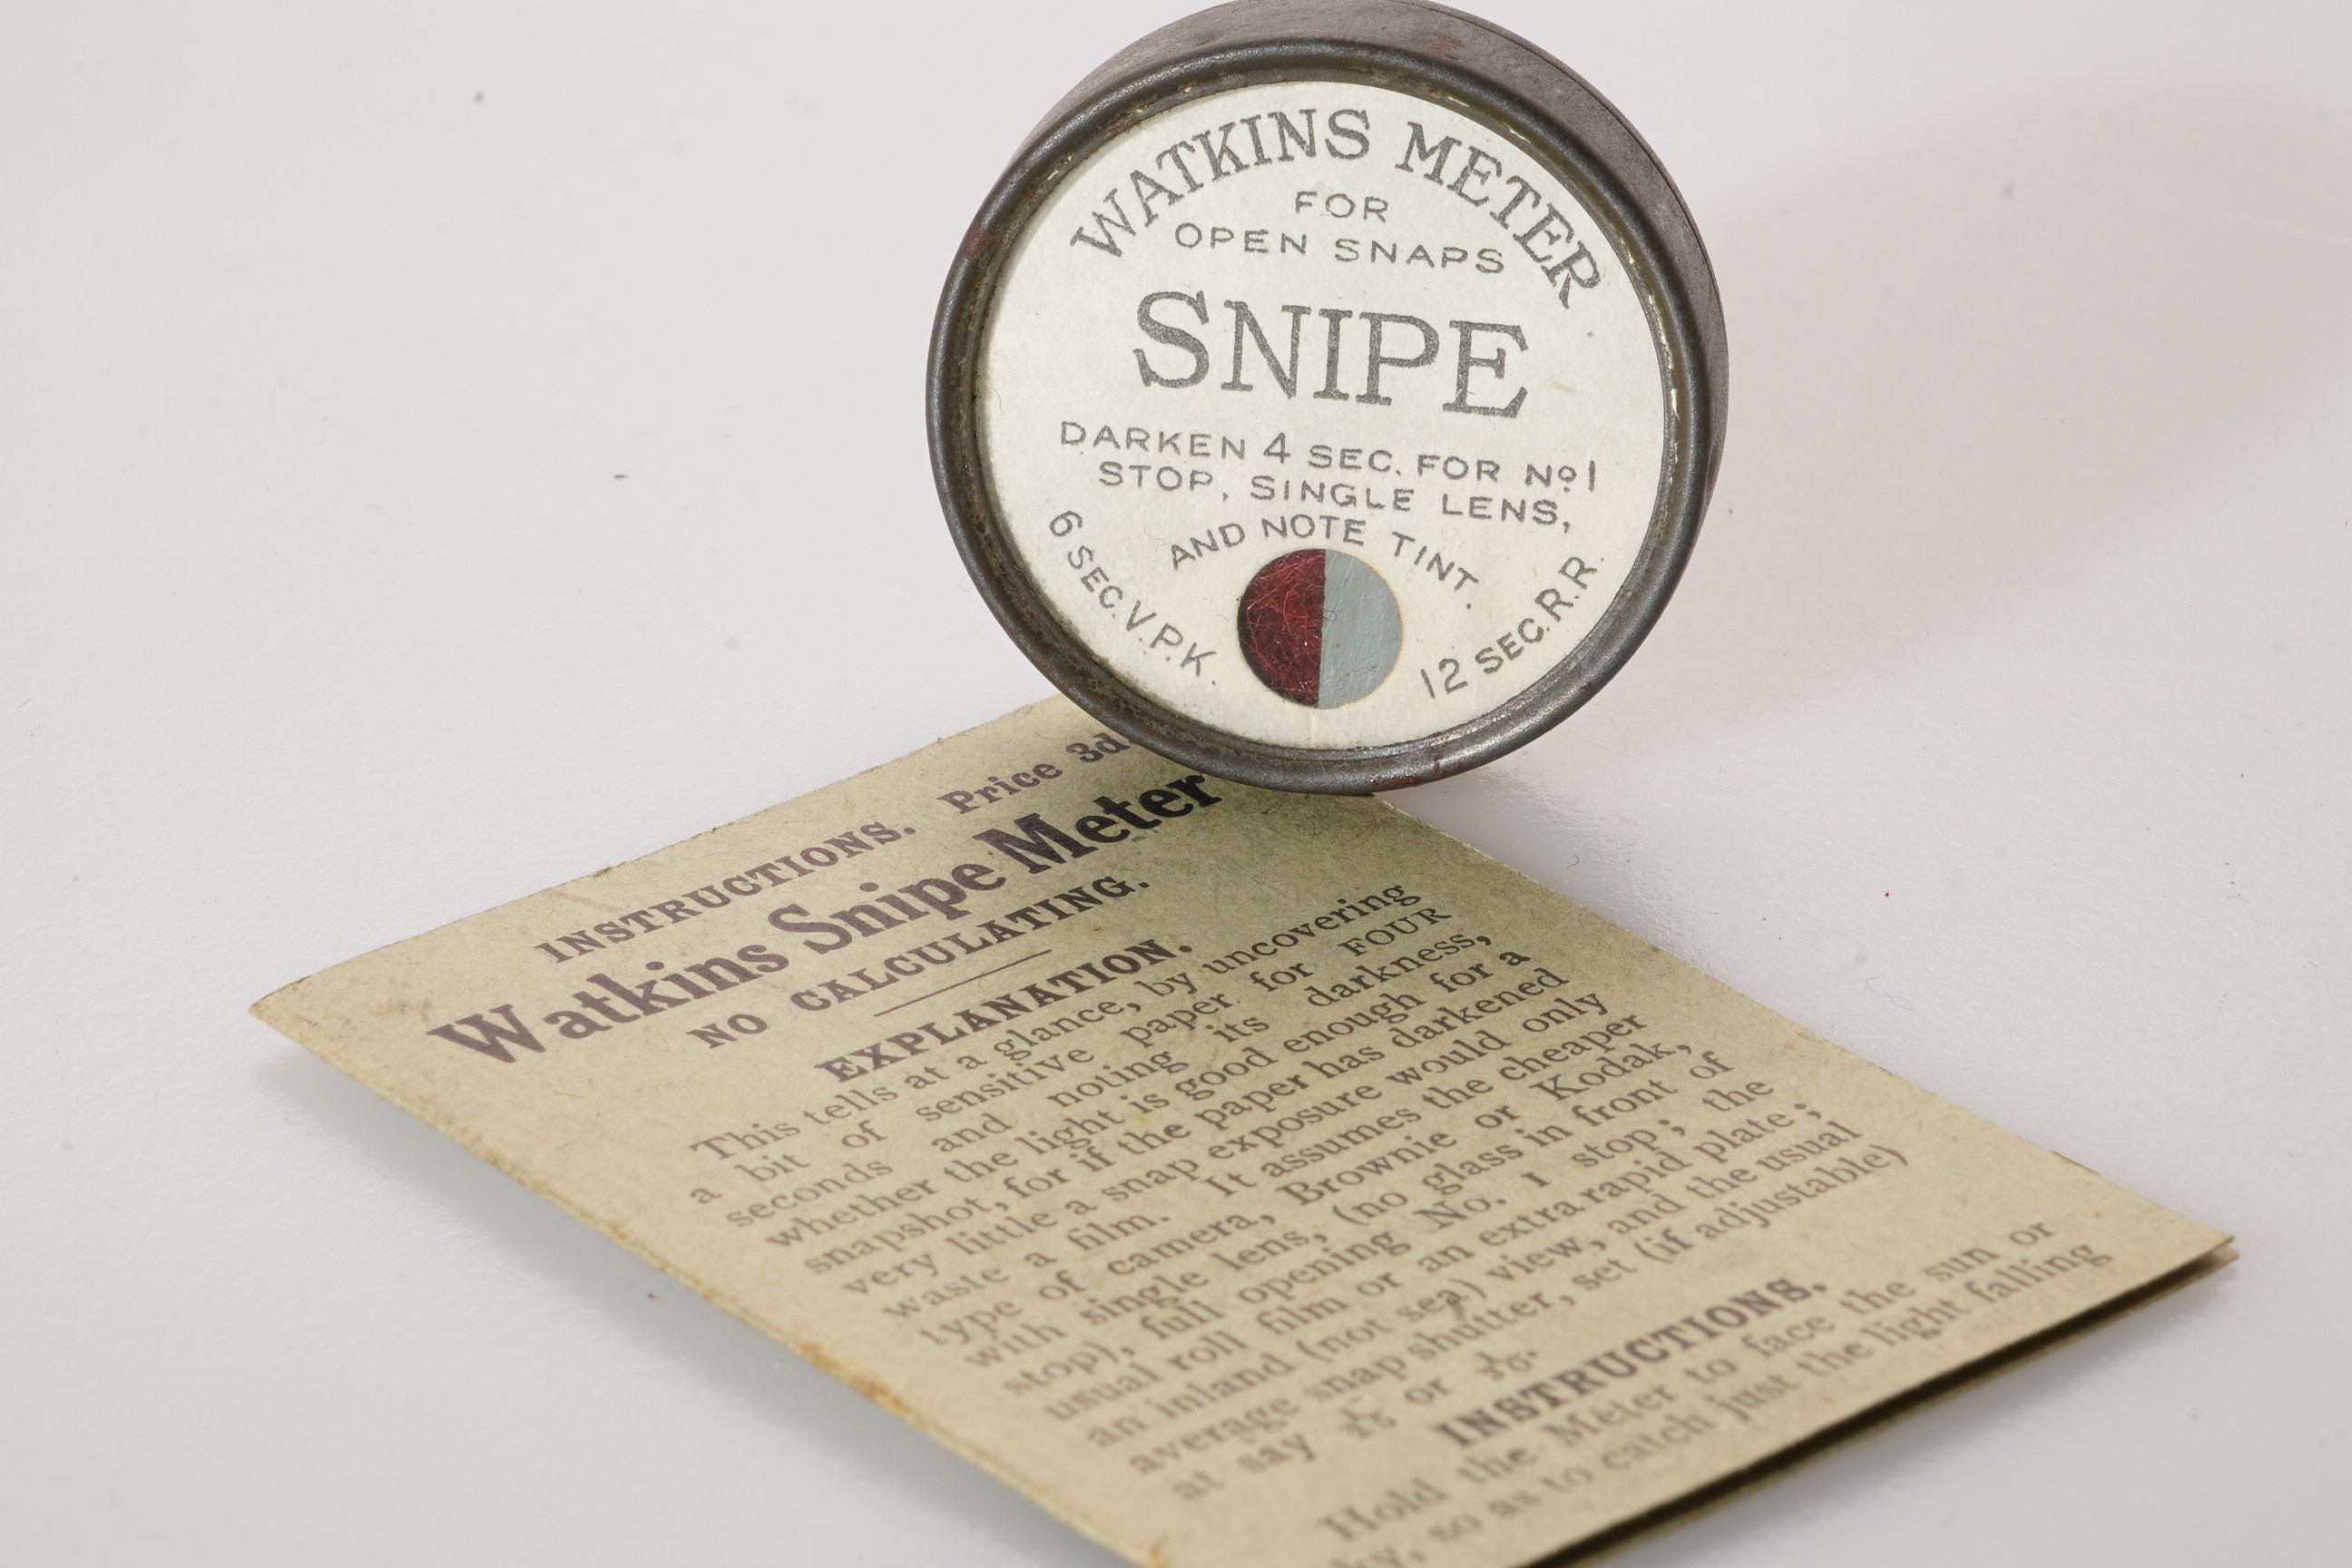 WATKINS METER
FOR
OPEN SNAPS
SNIPE
DARKEN 4 SEC. FOR Nº 1
STOP, SINGLE LENS,
AND NOTE TINT.
6 SEC. V.P.K.
12 SEC. R.R.
INSTRUCTIONS. Price 3d
Watkins Snipe Meter
NO CALCULATING.
EXPLANATION.
This tells at a glance, by uncovering
a bit of sensitive paper for FOUR
seconds and noting its darkness,
whether the light is good enough for a
snapshot, for if the paper has darkened
very little a snap exposure would only
waste a film. It assumes the cheaper
type of camera, Brownie or Kodak,
with single lens, (no glass in front of
stop), full opening No. 1 stop; the
usual roll film or an extra rapid plate;
an inland (not sea) view, and the usual
average snap shutter, set (if adjustable)
at say or
INSTRUCTIONS.
Hold the Meter to face the sun or
so as to catch just the light falling